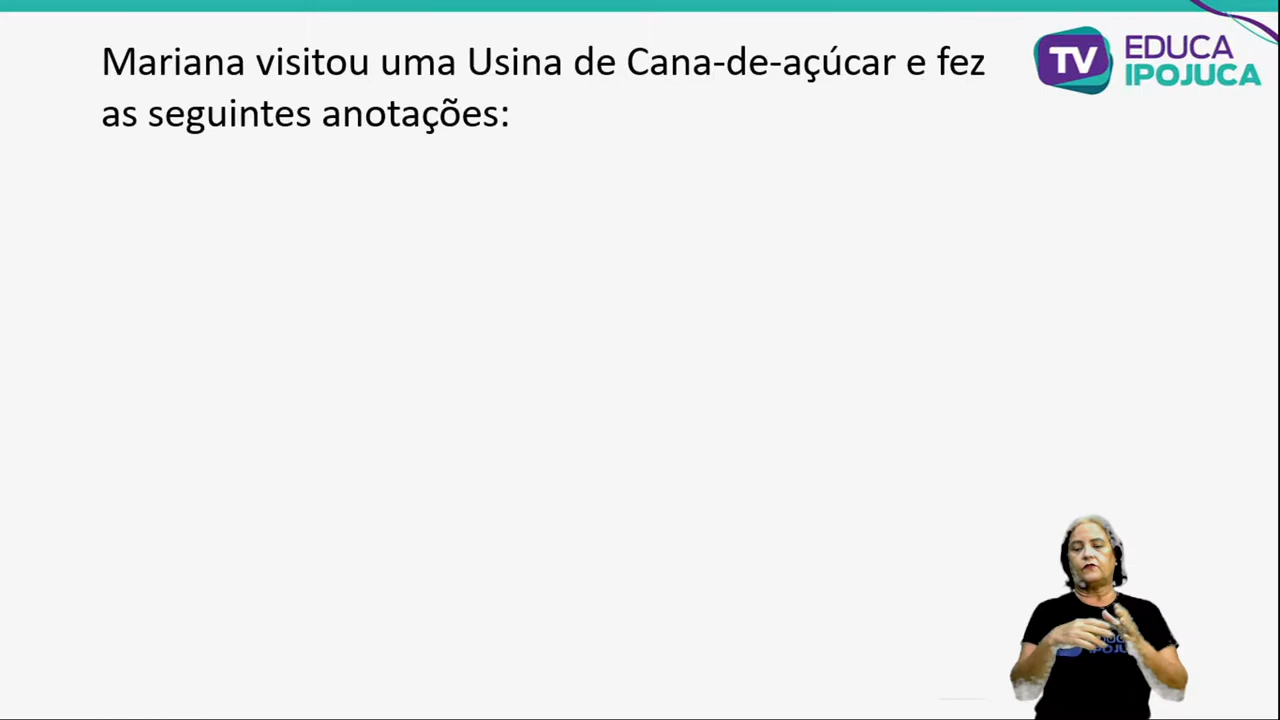 Mariana visitou uma Usina de Cana-de-açúcar e fez
as seguintes anotações:
TV EDUCA
IPOJUCA